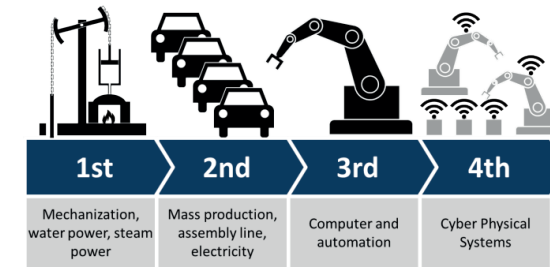 1st
2nd
3rd
4th
Mechanization,
water power, steam
power
Mass production,
assembly line,
electricity
Computer and
automation
Cyber Physical
Systems